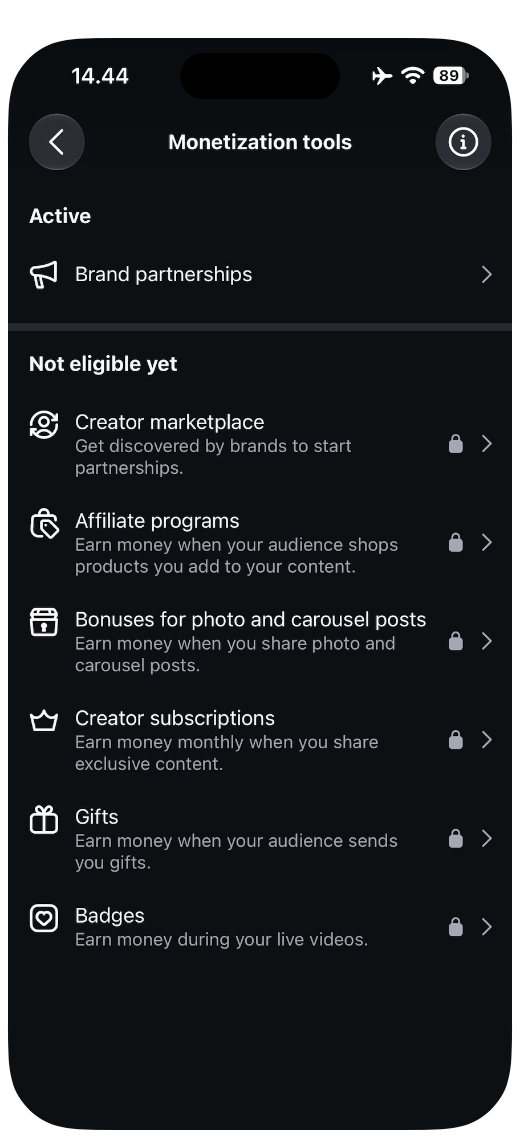 14.44
89
Monetization tools
Active
Brand partnerships
Not eligible yet
Creator marketplace
Get discovered by brands to start
partnerships.
Affiliate programs
Earn money when your audience shops
products you add to your content.
Bonuses for photo and carousel posts
Earn money when you share photo and
carousel posts.
Creator subscriptions
Earn money monthly when you share
exclusive content.
Gifts
Earn money when your audience sends
you gifts.
Badges
Earn money during your live videos.